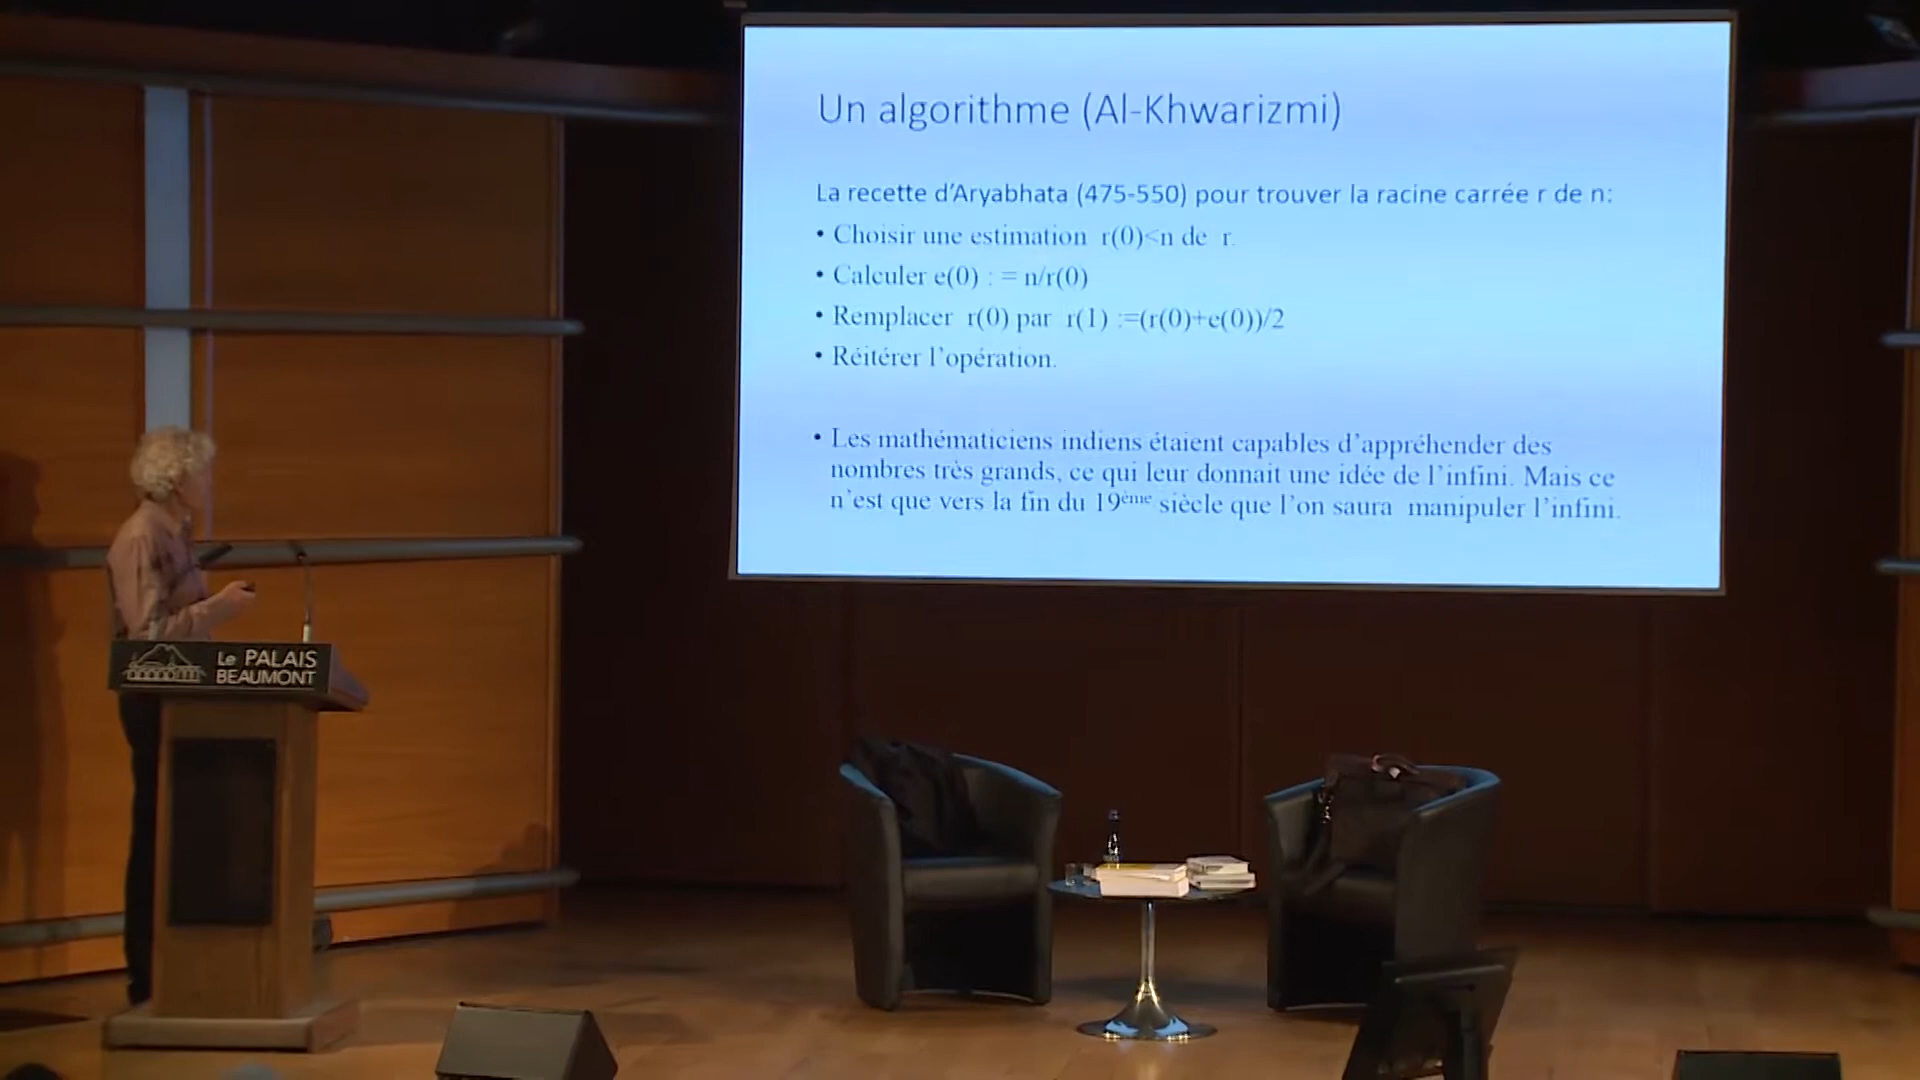 Un algorithme (Al-Khwarizmi)
La recette d'Aryabhata (475-550) pour trouver la racine carrée r de n:
• Choisir une estimation r(0)<n de r.
• Calculer e(0) : = n/r(0)
• Remplacer r(0) par r(1) :=(r(0)+e(0))/2
• Réitérer l'opération.
• Les mathématiciens indiens étaient capables d'appréhender des
nombres très grands, ce qui leur donnait une idée de l'infini. Mais ce
n'est que vers la fin du 19ème siècle que l'on saura manipuler l'infini.
Le PALAIS
BEAUMONT